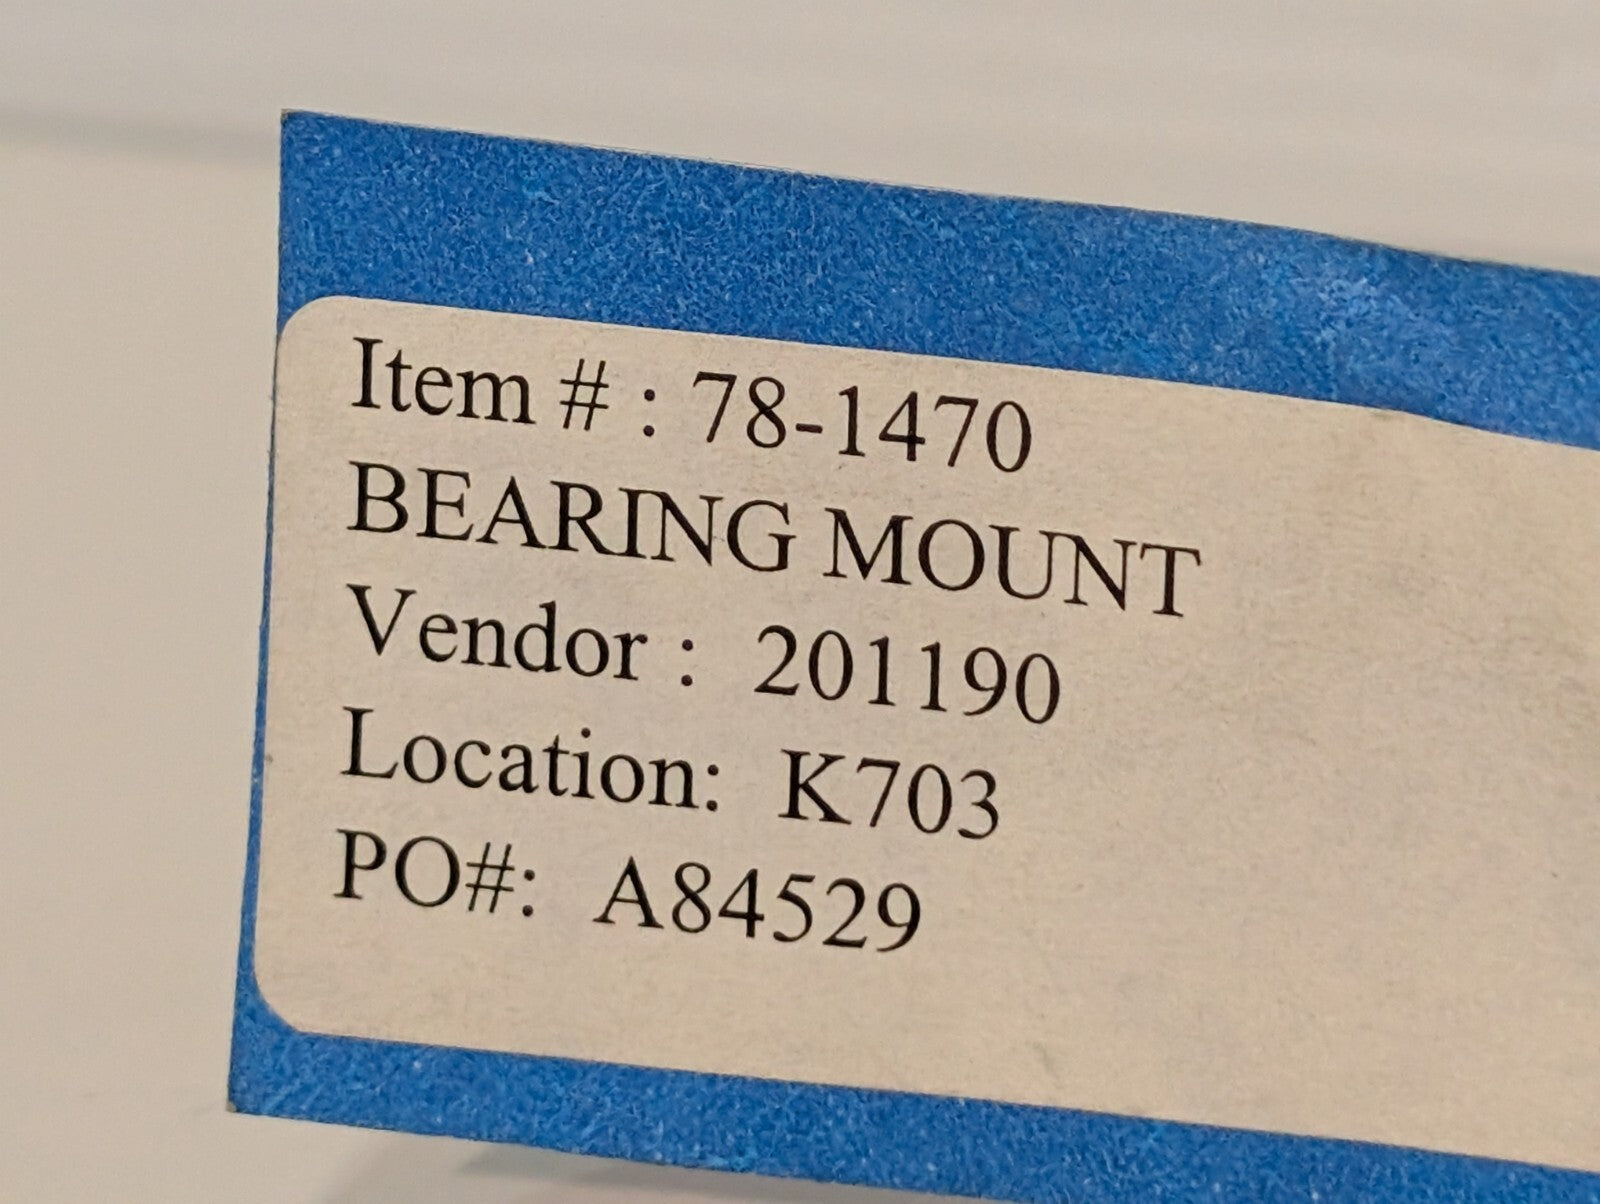 Item # : 78-1470
BEARING MOUNT
Vendor : 201190
Location: K703
PO#: A84529